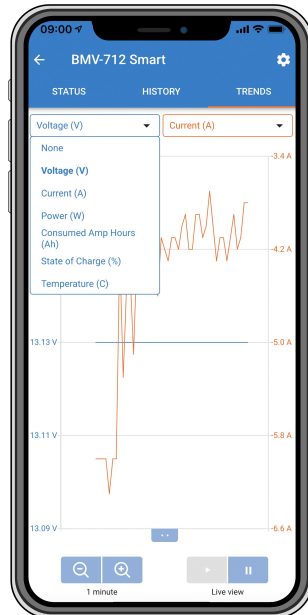 09:00
BMV-712 Smart
STATUS HISTORY TRENDS
Voltage (V) Current (A)
None
Voltage (V)
Current (A)
Power (W)
Consumed Amp Hours
(Ah)
State of Charge (%)
Temperature (C)
-3.4 A
-4.2 A
13.13 V -5.0 A
13.11 V -5.8 A
13.09 V -6.6 A
1 minute Live view